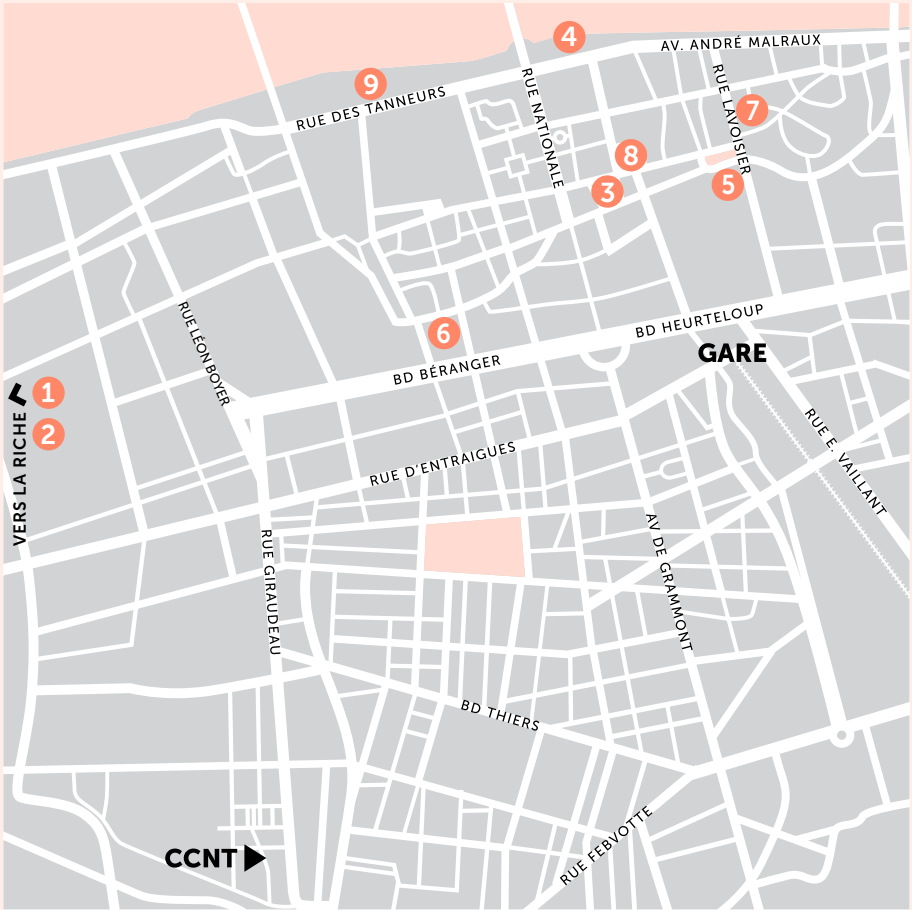 4
AV. ANDRÉ MALRAUX
9
RUE DES TANNEURS
RUE NATIONALE
RUE LAVOISIER
7
8
3
5
RUE LÉON BOYER
6
BD HEURTELOUP
GARE
BD BÉRANGER
1
2
VERS LA RICHE
RUE E. VAILLANT
RUE D'ENTRAIGUES
RUE GIRAUDEAU
AV DE GRAMMONT
BD THIERS
RUE FEBVOTTE
CCNT